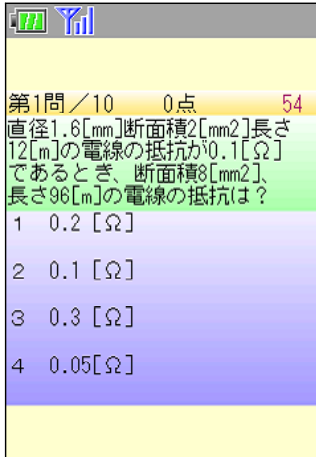 第1問／10 0点 54
直径1.6[mm]断面積2[mm2]長さ
12[m]の電線の抵抗が0.1[Ω]
であるとき、断面積8[mm2]、
長さ96[m]の電線の抵抗は？
1 0.2 [Ω]
2 0.1 [Ω]
3 0.3 [Ω]
4 0.05[Ω]